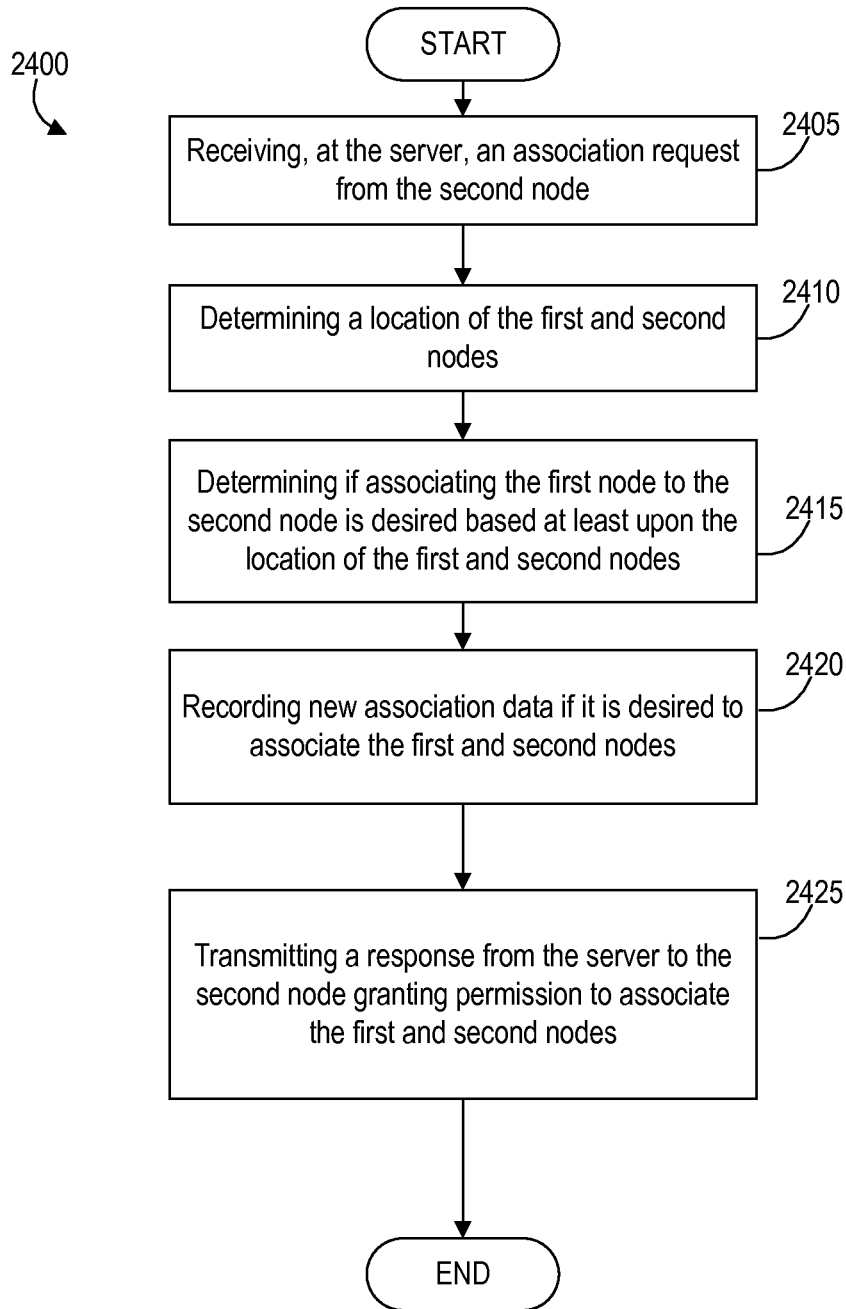 START
2400
2405
Receiving, at the server, an association request
from the second node
2410
Determining a location of the first and second
nodes
Determining if associating the first node to the
second node is desired based at least upon the
location of the first and second nodes
2415
2420
Recording new association data if it is desired to
associate the first and second nodes
2425
Transmitting a response from the server to the
second node granting permission to associate
the first and second nodes
END